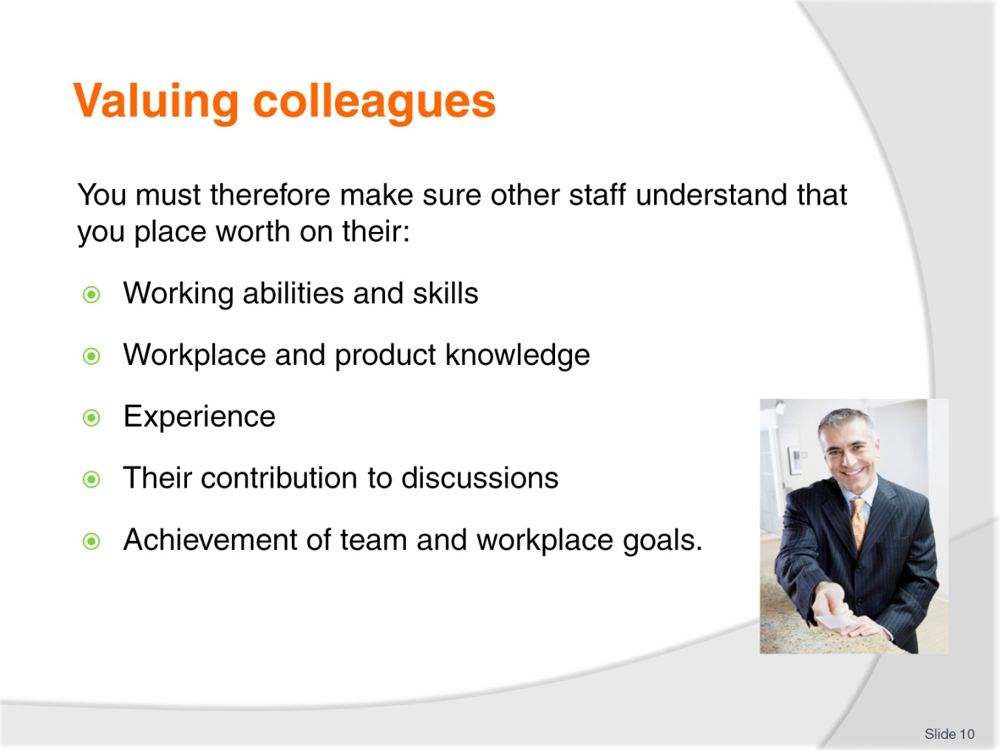 Valuing colleagues
You must therefore make sure other staff understand that
you place worth on their:
Working abilities and skills
Workplace and product knowledge
Experience
Their contribution to discussions
Achievement of team and workplace goals.
Slide 10